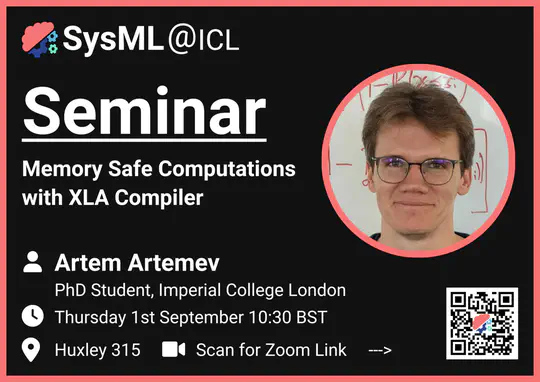 SysML@ICL
Seminar
Memory Safe Computations
with XLA Compiler
Artem Artemev
PhD Student, Imperial College London
Thursday 1st September 10:30 BST
Huxley 315 Scan for Zoom Link --->